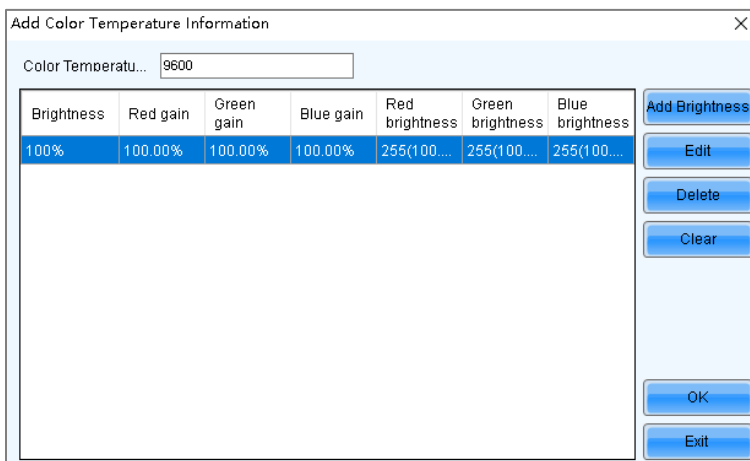 Add Color Temperature Information
Color Temperatu... 9600
Brightness Red gain Green gain Blue gain Red brightness Green brightness Blue brightness
100% 100.00% 100.00% 100.00% 255(100.... 255(100.... 255(100....
Add Brightness
Edit
Delete
Clear
OK
Exit